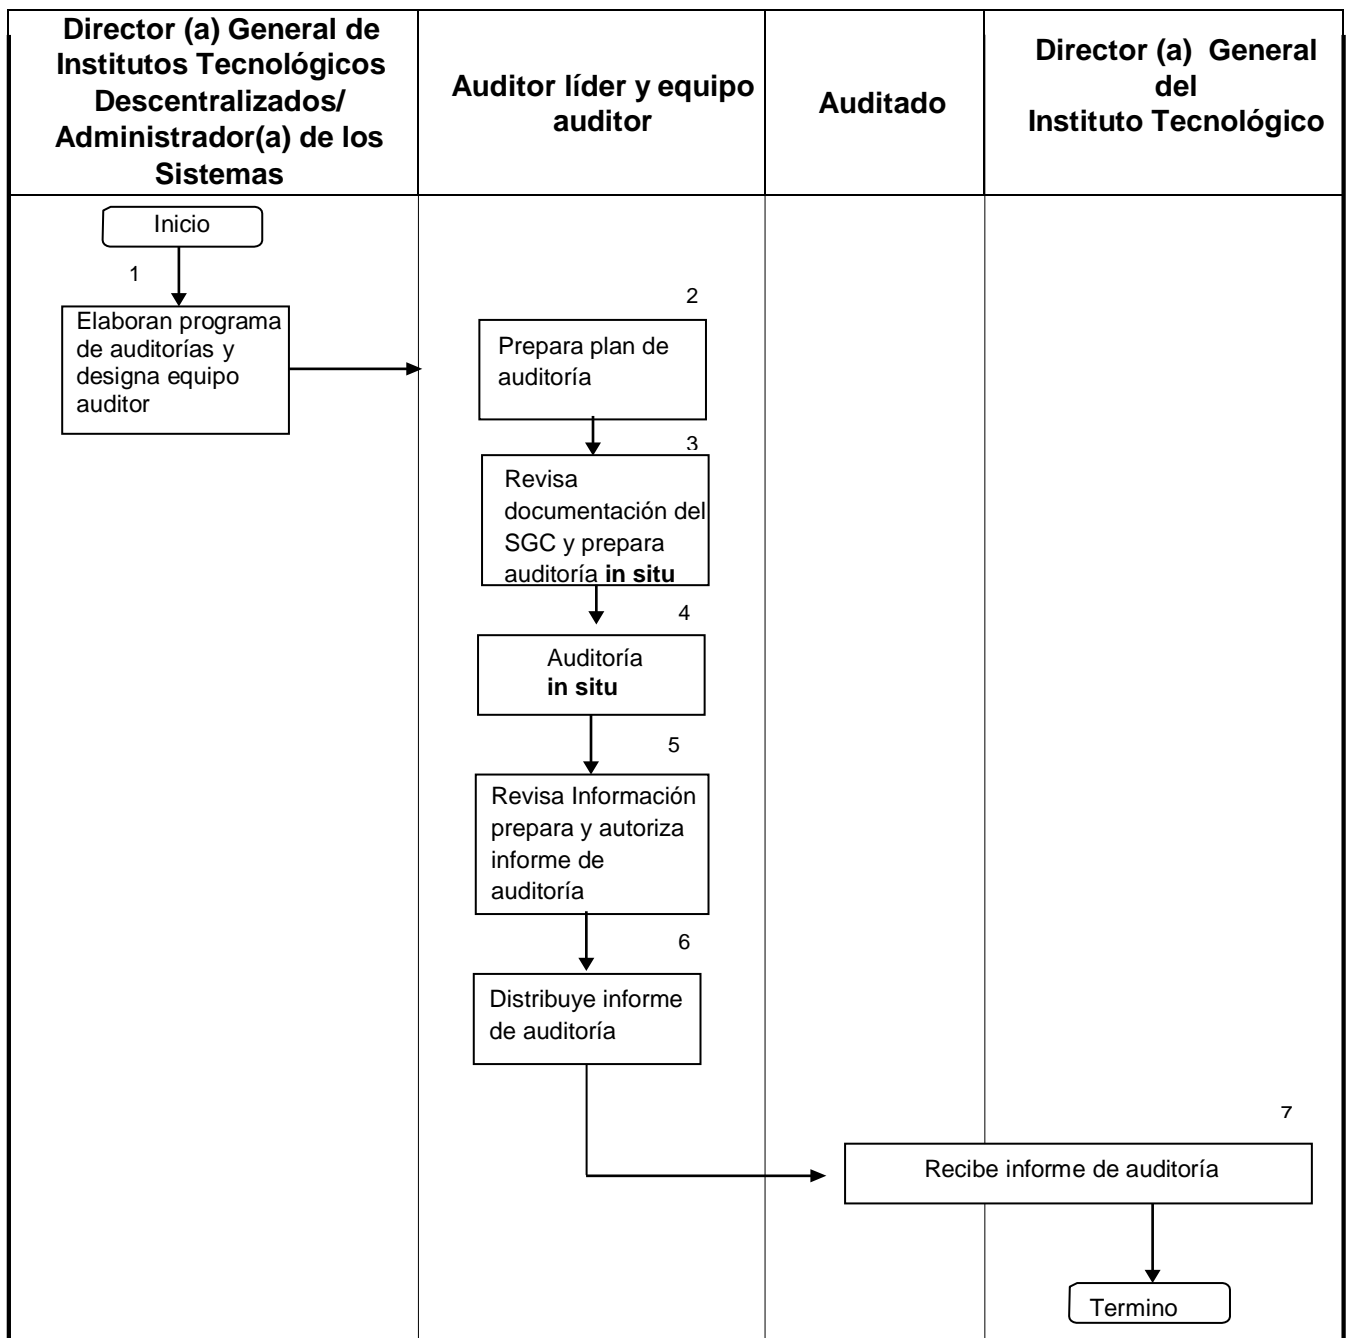 Director (a) General de
Institutos Tecnológicos
Descentralizados/
Administrador(a) de los
Sistemas
Auditor líder y equipo
auditor
Auditado
Director (a) General
del
Instituto Tecnológico
Inicio
1
Elaboran programa
de auditorías y
designa equipo
auditor
2
Prepara plan de
auditoría
3
Revisa
documentación del
SGC y prepara
auditoría in situ
4
Auditoría
in situ
5
Revisa Información
prepara y autoriza
informe de
auditoría
6
Distribuye informe
de auditoría
7
Recibe informe de auditoría
Termino